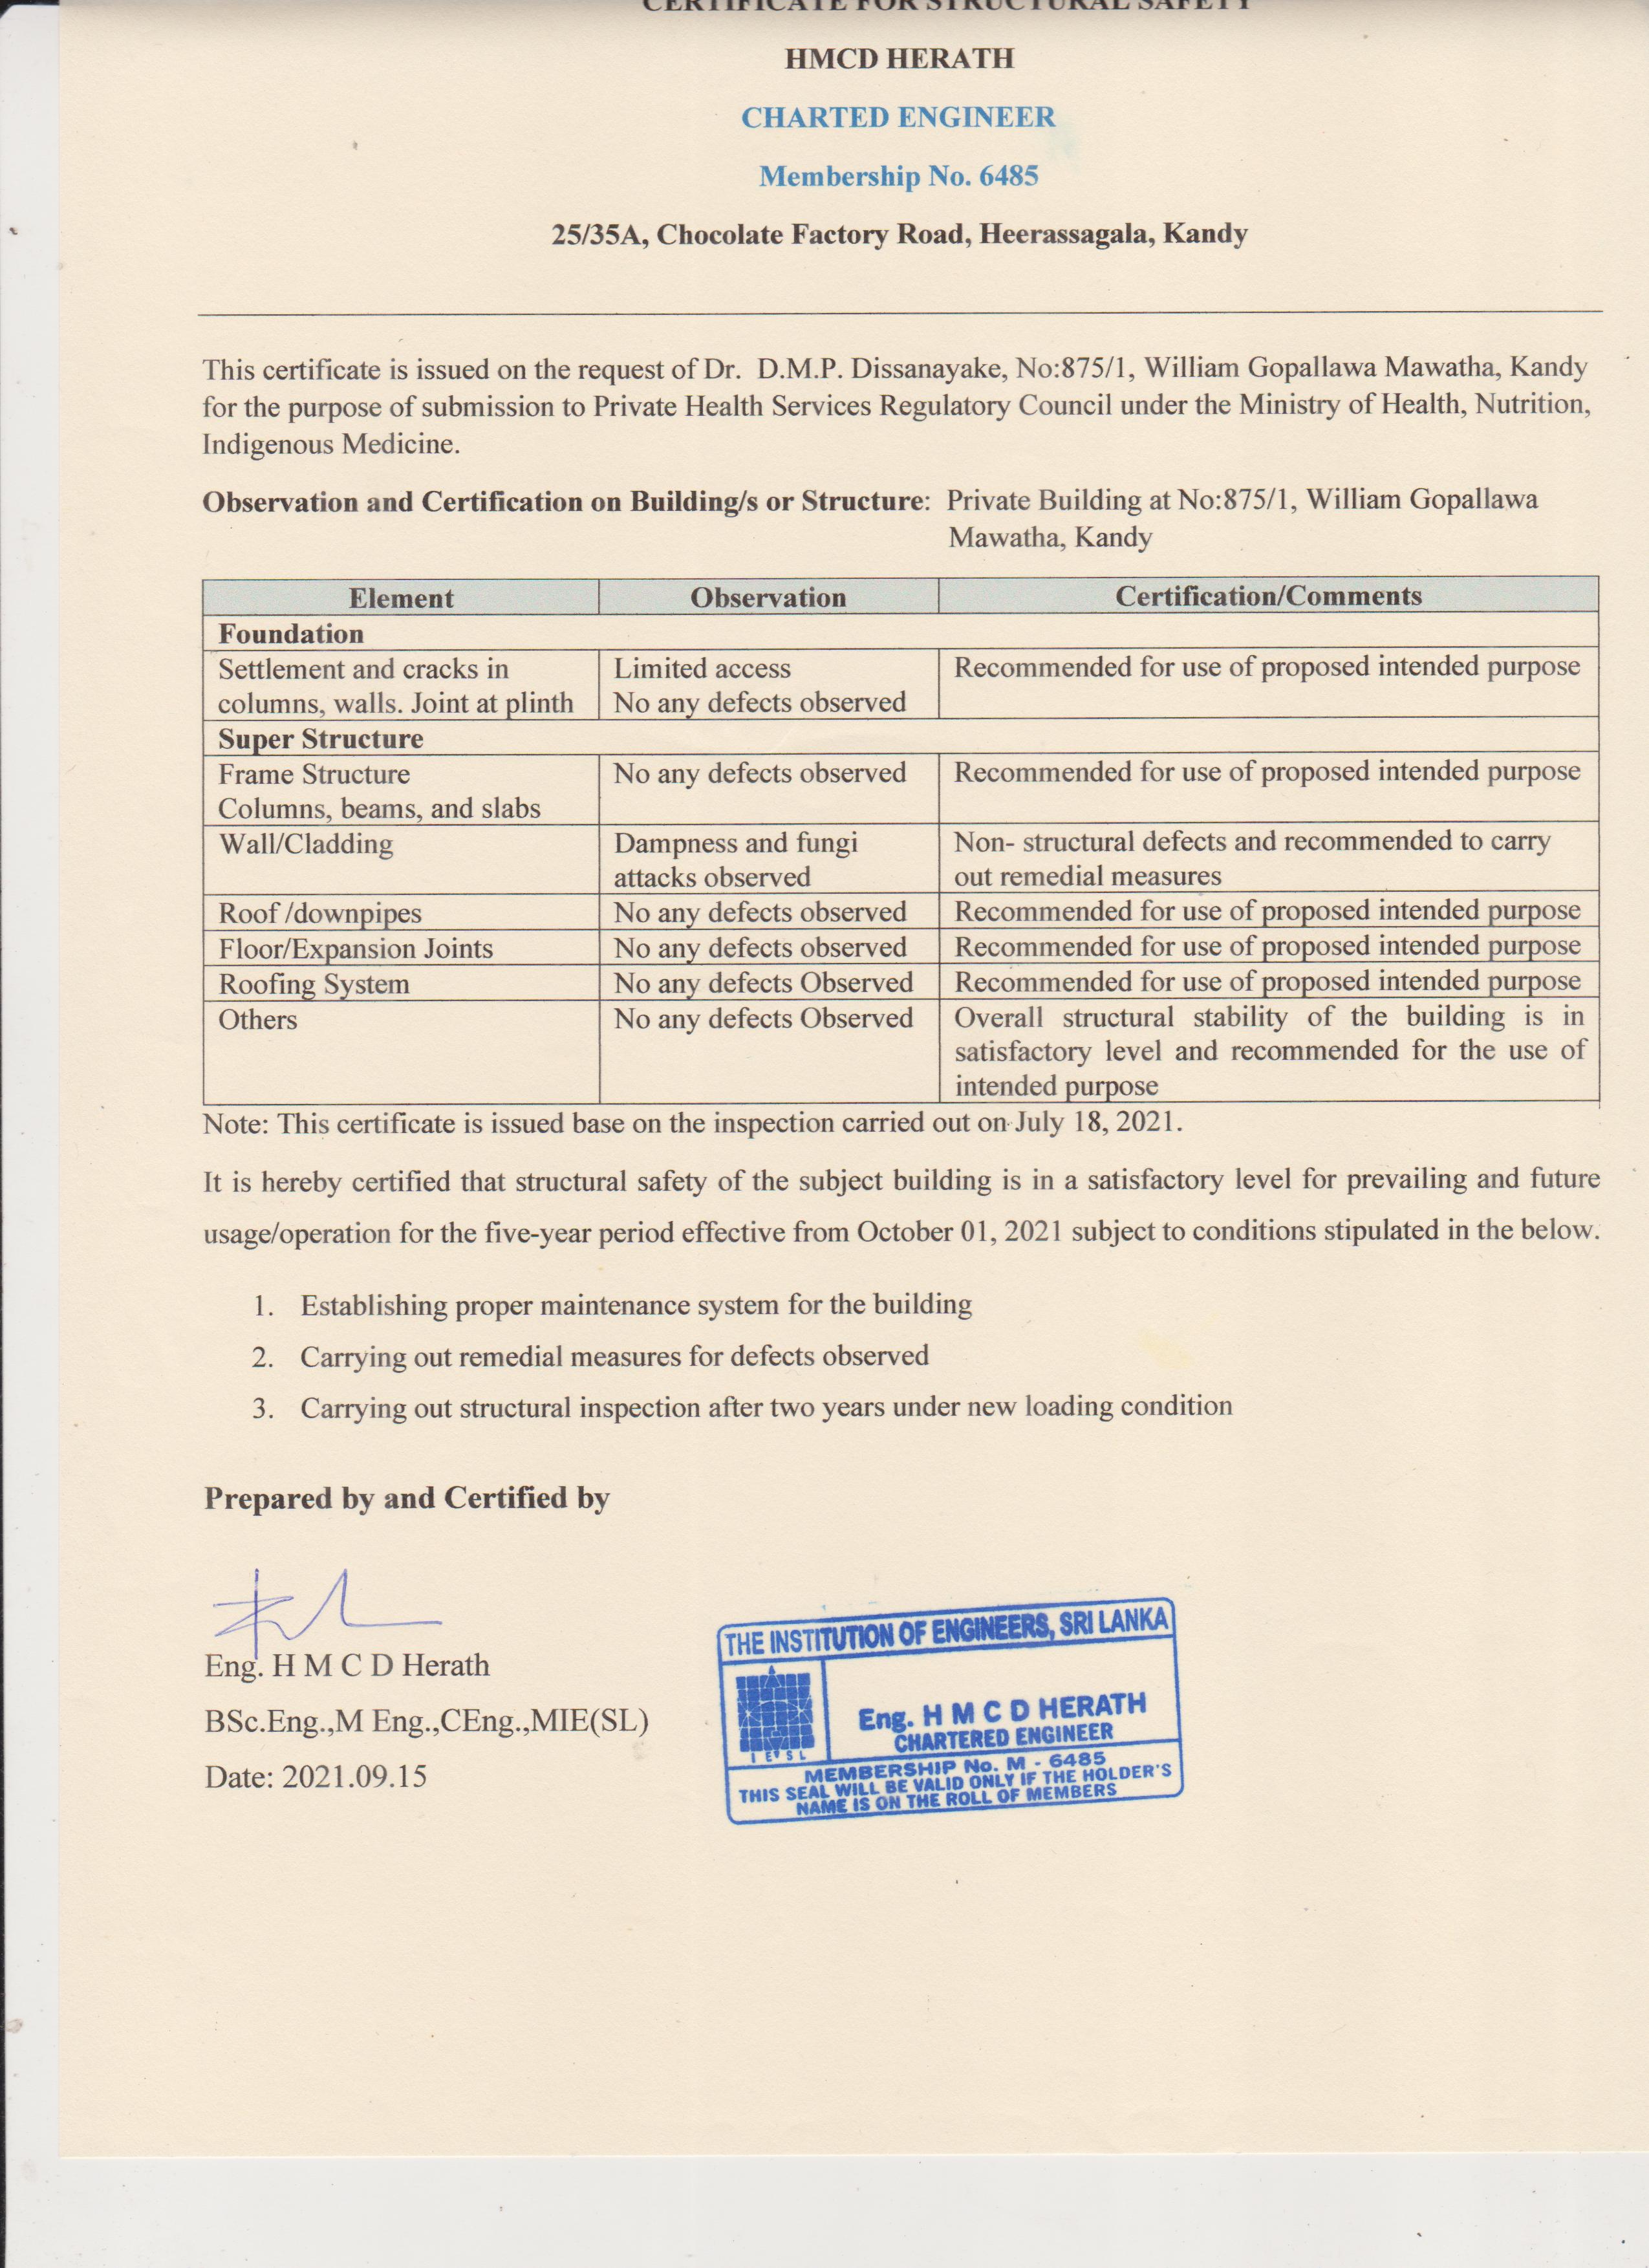 CERTIFICATE FOR STRUCTURAL SAFETY
HMCD HERATH
CHARTED ENGINEER
Membership No. 6485
25/35A, Chocolate Factory Road, Heerassagala, Kandy
This certificate is issued on the request of Dr. D.M.P. Dissanayake, No:875/1, William Gopallawa Mawatha, Kandy
for the purpose of submission to Private Health Services Regulatory Council under the Ministry of Health, Nutrition,
Indigenous Medicine.
Observation and Certification on Building/s or Structure: Private Building at No:875/1, William Gopallawa
Mawatha, Kandy
Element Observation Certification/Comments
Foundation
Settlement and cracks in Limited access Recommended for use of proposed intended purpose
columns, walls. Joint at plinth No any defects observed
Super Structure
Frame Structure No any defects observed Recommended for use of proposed intended purpose
Columns, beams, and slabs
Wall/Cladding Dampness and fungi Non- structural defects and recommended to carry
attacks observed out remedial measures
Roof /downpipes No any defects observed Recommended for use of proposed intended purpose
Floor/Expansion Joints No any defects observed Recommended for use of proposed intended purpose
Roofing System No any defects Observed Recommended for use of proposed intended purpose
Others No any defects Observed Overall structural stability of the building is in
satisfactory level and recommended for the use of
intended purpose
Note: This certificate is issued base on the inspection carried out on July 18, 2021.
It is hereby certified that structural safety of the subject building is in a satisfactory level for prevailing and future
usage/operation for the five-year period effective from October 01, 2021 subject to conditions stipulated in the below.
1. Establishing proper maintenance system for the building
2. Carrying out remedial measures for defects observed
3. Carrying out structural inspection after two years under new loading condition
Prepared by and Certified by
Eng. H M C D Herath
BSc.Eng.,M Eng.,CEng.,MIE(SL)
Date: 2021.09.15
THE INSTITUTION OF ENGINEERS, SRI LANKA
IESL
Eng. H M C D HERATH
CHARTERED ENGINEER
MEMBERSHIP No. M - 6485
THIS SEAL WILL BE VALID ONLY IF THE HOLDER'S
NAME IS ON THE ROLL OF MEMBERS